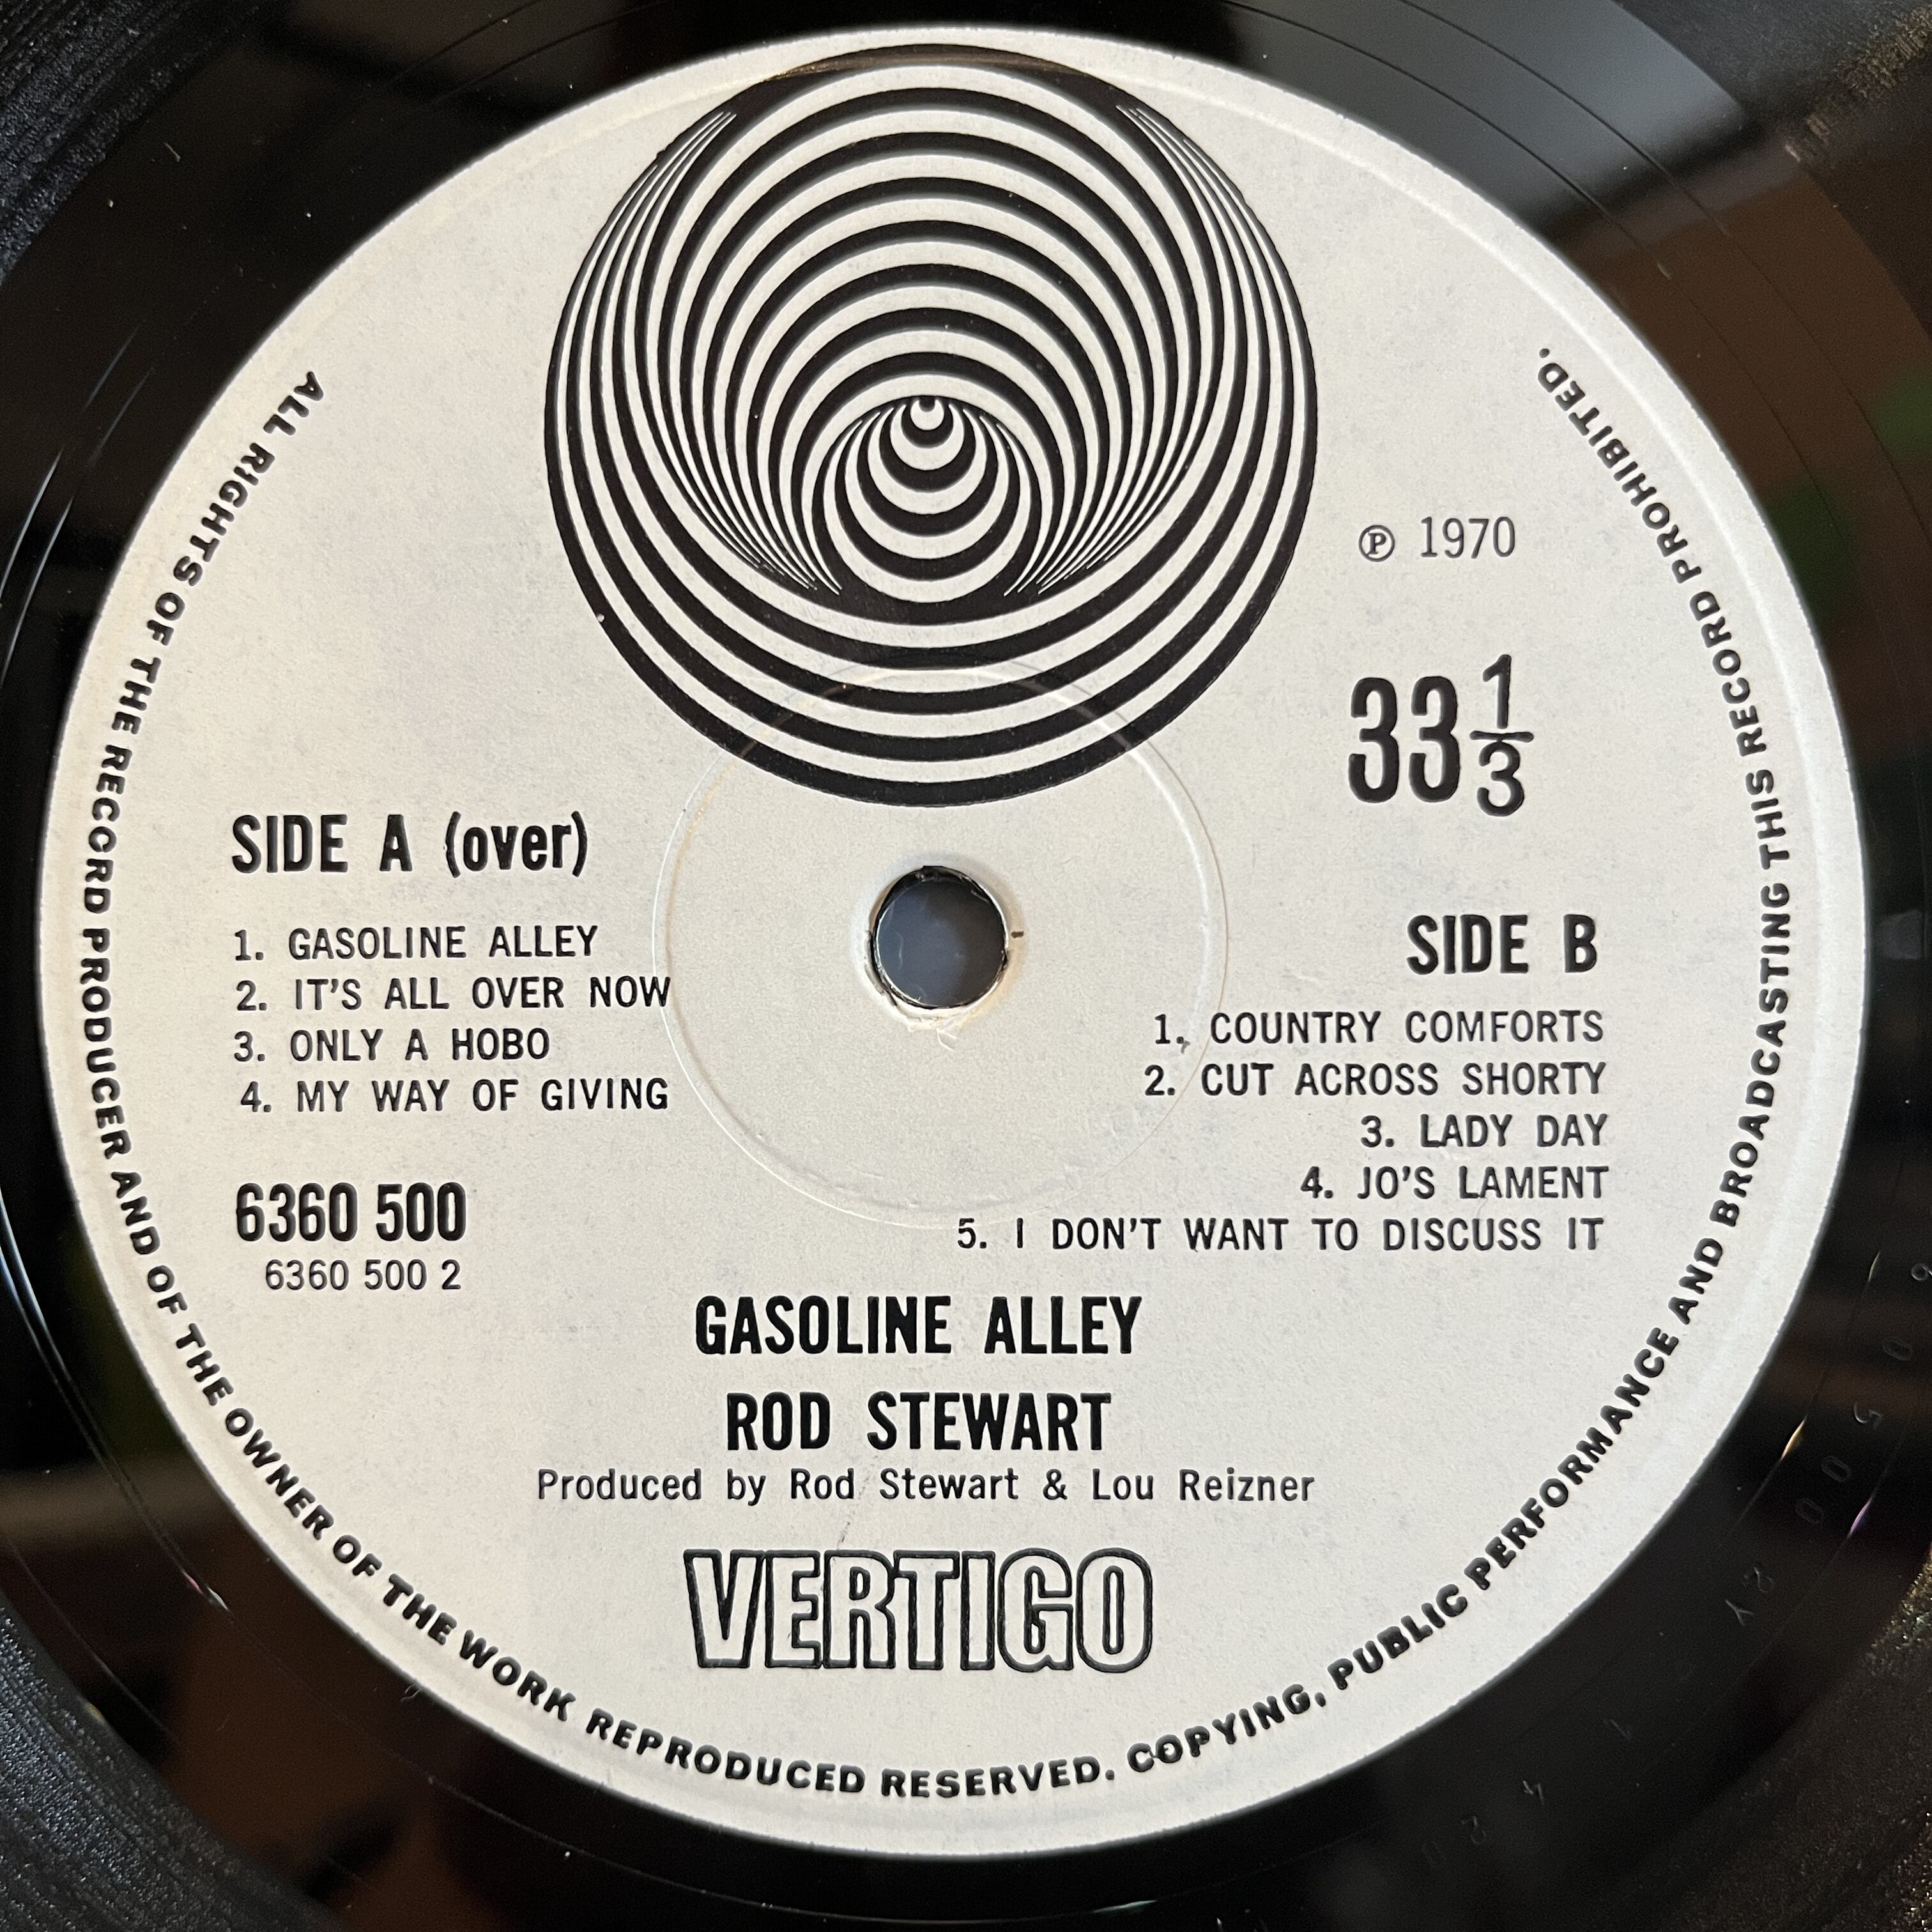 ALL RIGHTS OF THE RECORD PRODUCER AND OF THE OWNER OF THE WORK REPRODUCED RESERVED. COPYING, PUBLIC PERFORMANCE AND BROADCASTING THIS RECORD PROHIBITED.
℗ 1970
33 1/3
SIDE A (over)
1. GASOLINE ALLEY
2. IT'S ALL OVER NOW
3. ONLY A HOBO
4. MY WAY OF GIVING
6360 500
6360 500 2
SIDE B
1. COUNTRY COMFORTS
2. CUT ACROSS SHORTY
3. LADY DAY
4. JO'S LAMENT
5. I DON'T WANT TO DISCUSS IT
GASOLINE ALLEY
ROD STEWART
Produced by Rod Stewart & Lou Reizner
VERTIGO